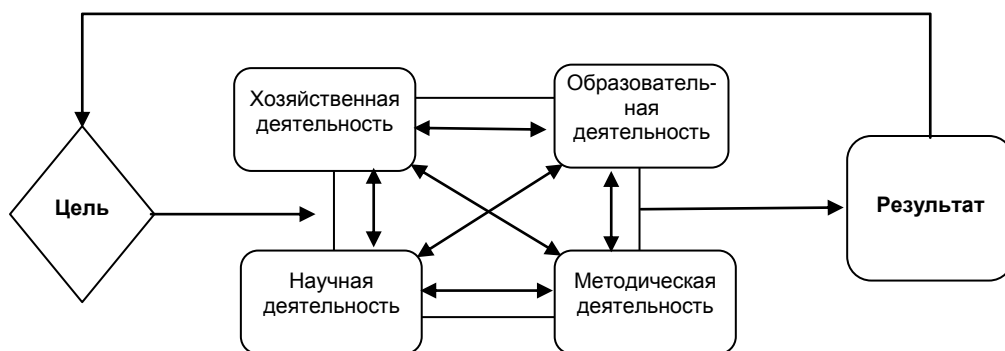 Хозяйственная
деятельность
Образователь-
ная
деятельность
Цель
Результат
Научная
деятельность
Методическая
деятельность